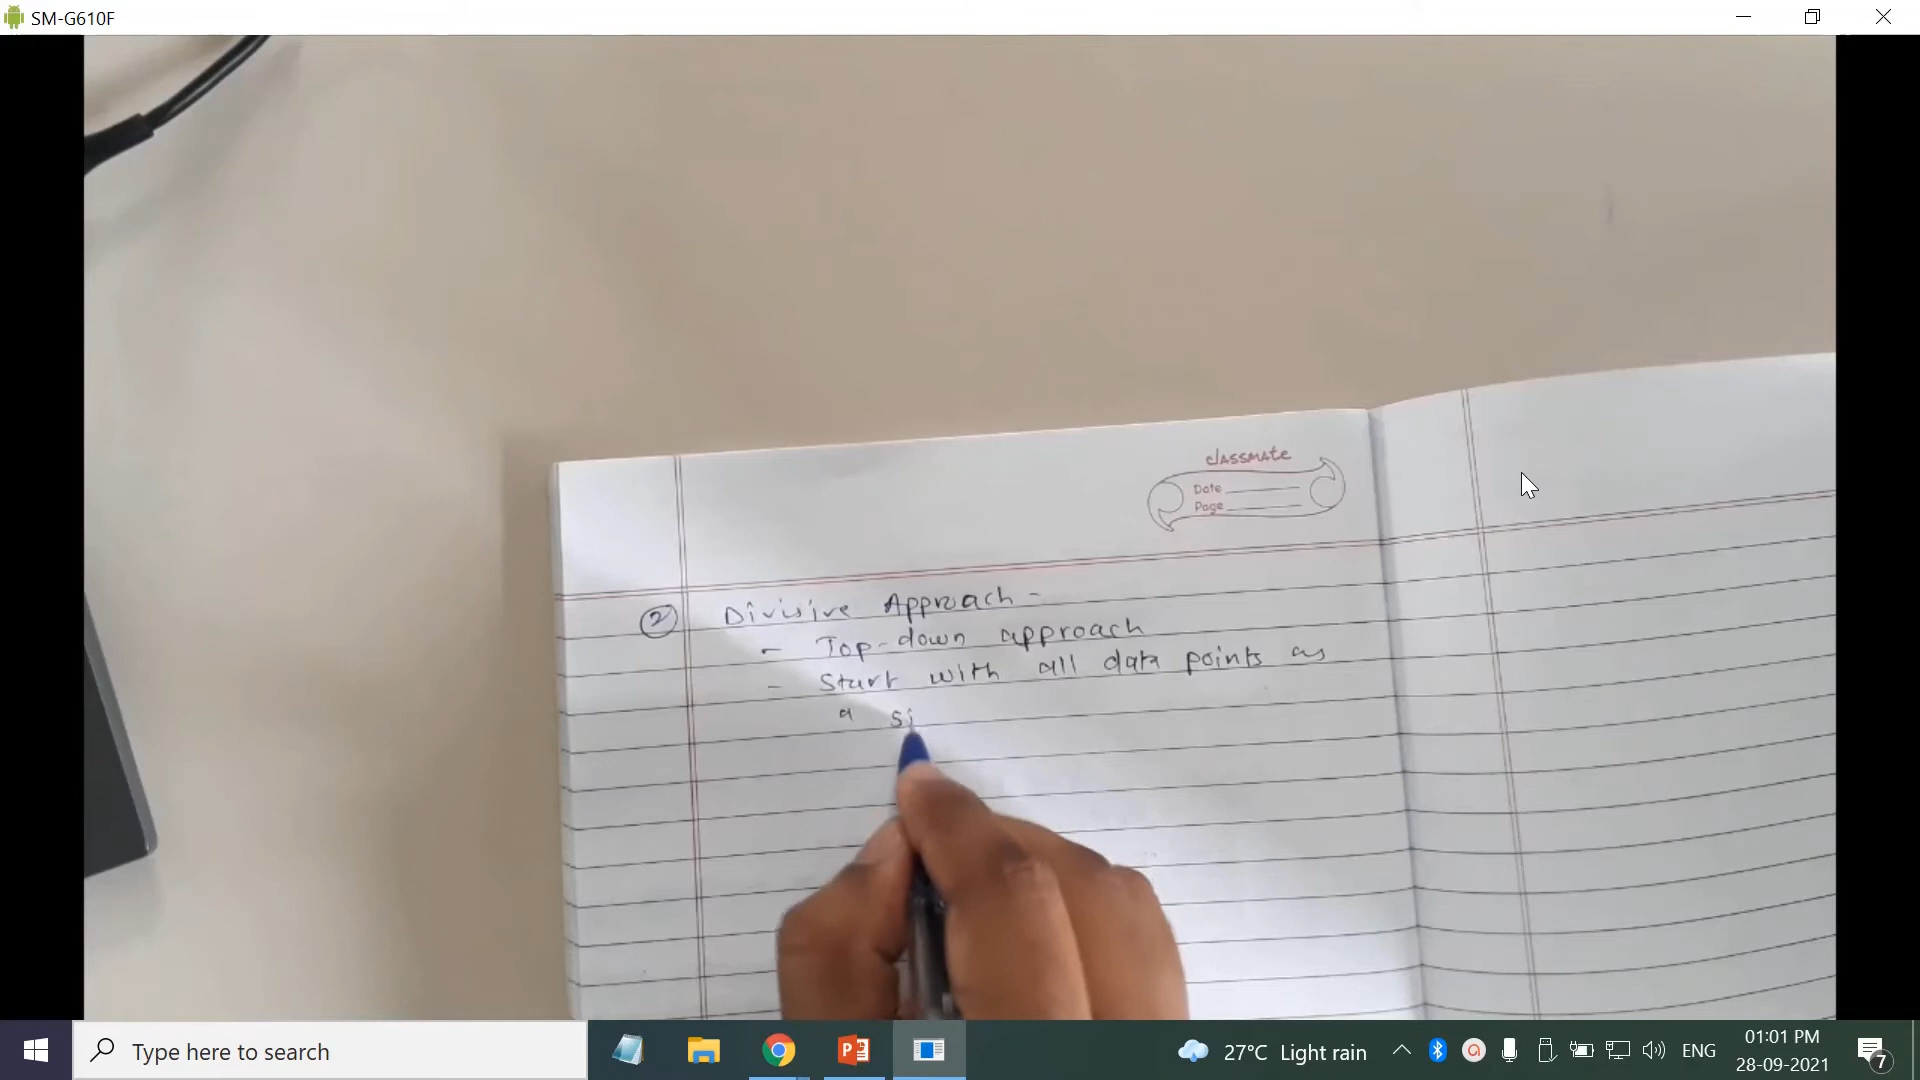 SM-G610F
classmate
Date
Page
2 Divisive Approach -
- Top-down approach
- Start with all data points as
a si
Type here to search
27°C Light rain
ENG
01:01 PM
28-09-2021
7